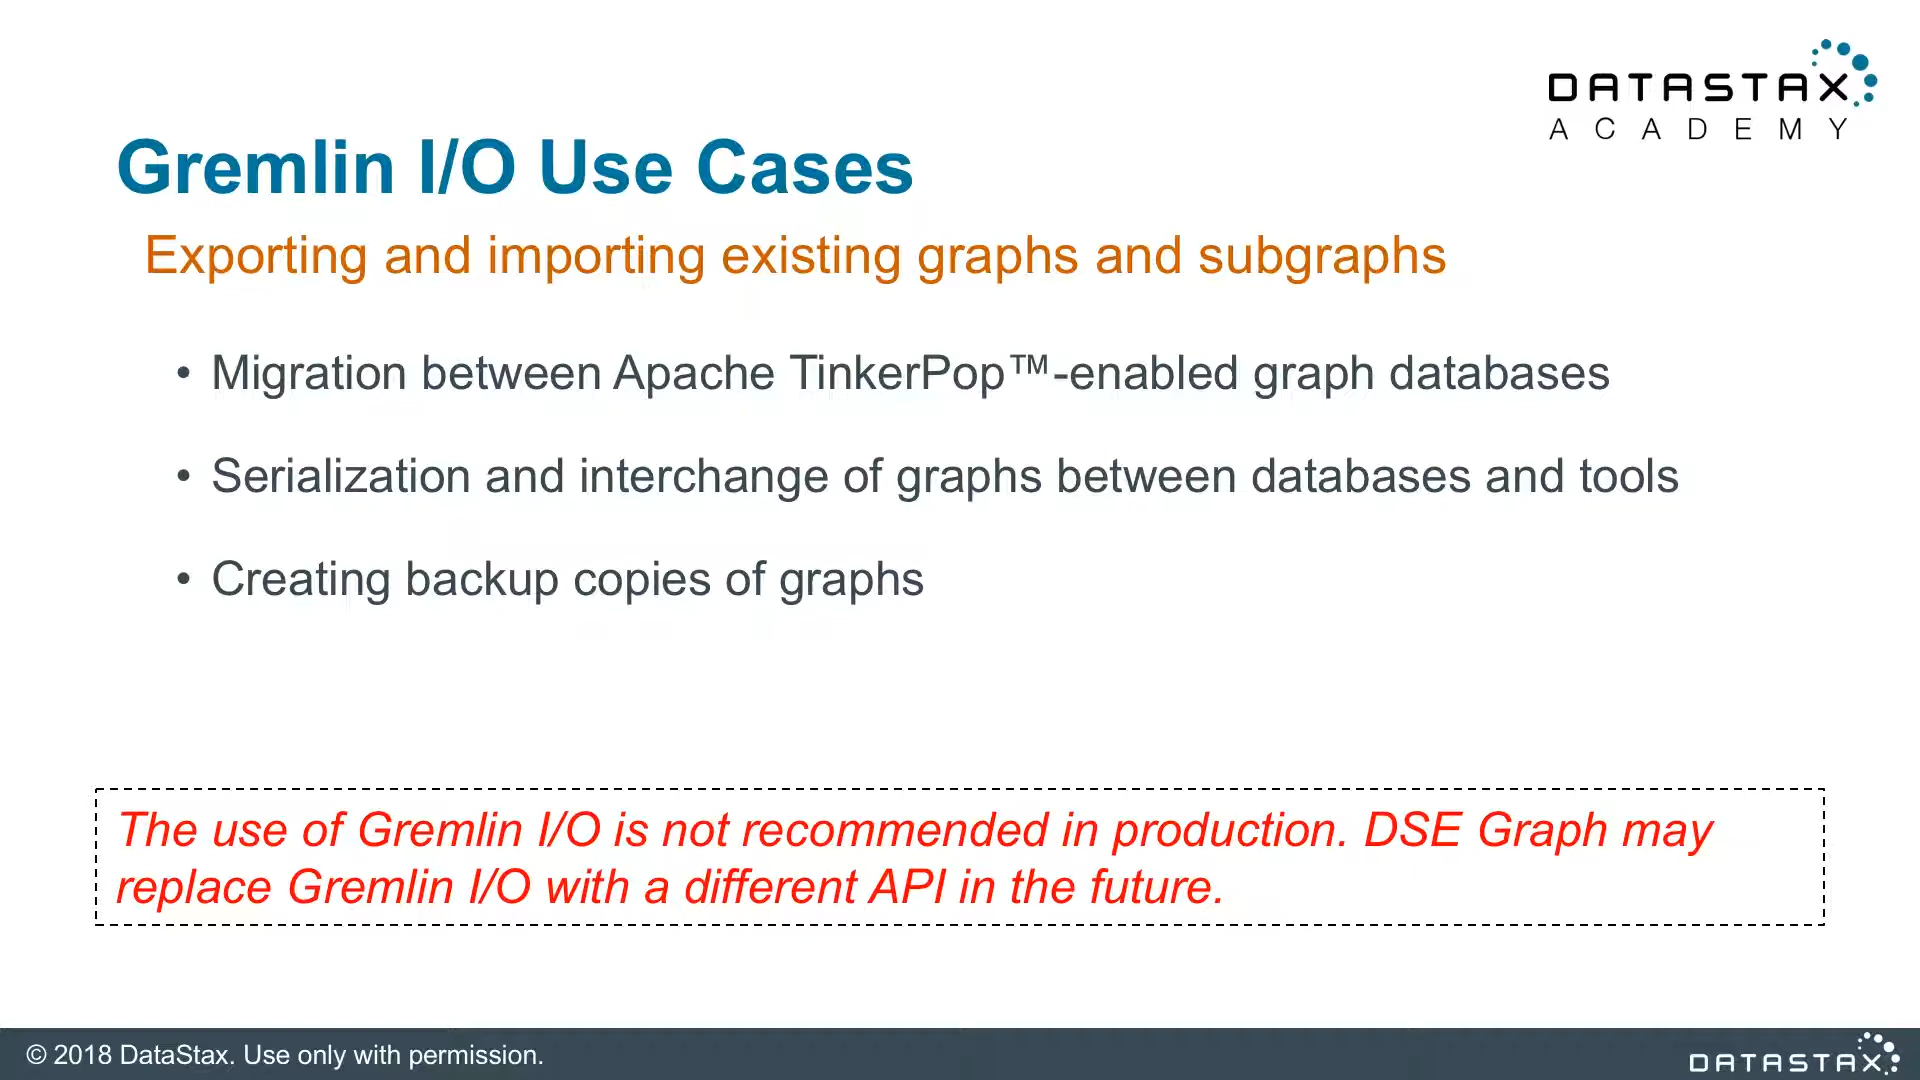 DATASTAX
ACADEMY
Gremlin I/O Use Cases
Exporting and importing existing graphs and subgraphs
• Migration between Apache TinkerPop™-enabled graph databases
• Serialization and interchange of graphs between databases and tools
• Creating backup copies of graphs
The use of Gremlin I/O is not recommended in production. DSE Graph may
replace Gremlin I/O with a different API in the future.
© 2018 DataStax. Use only with permission.
DATASTAX